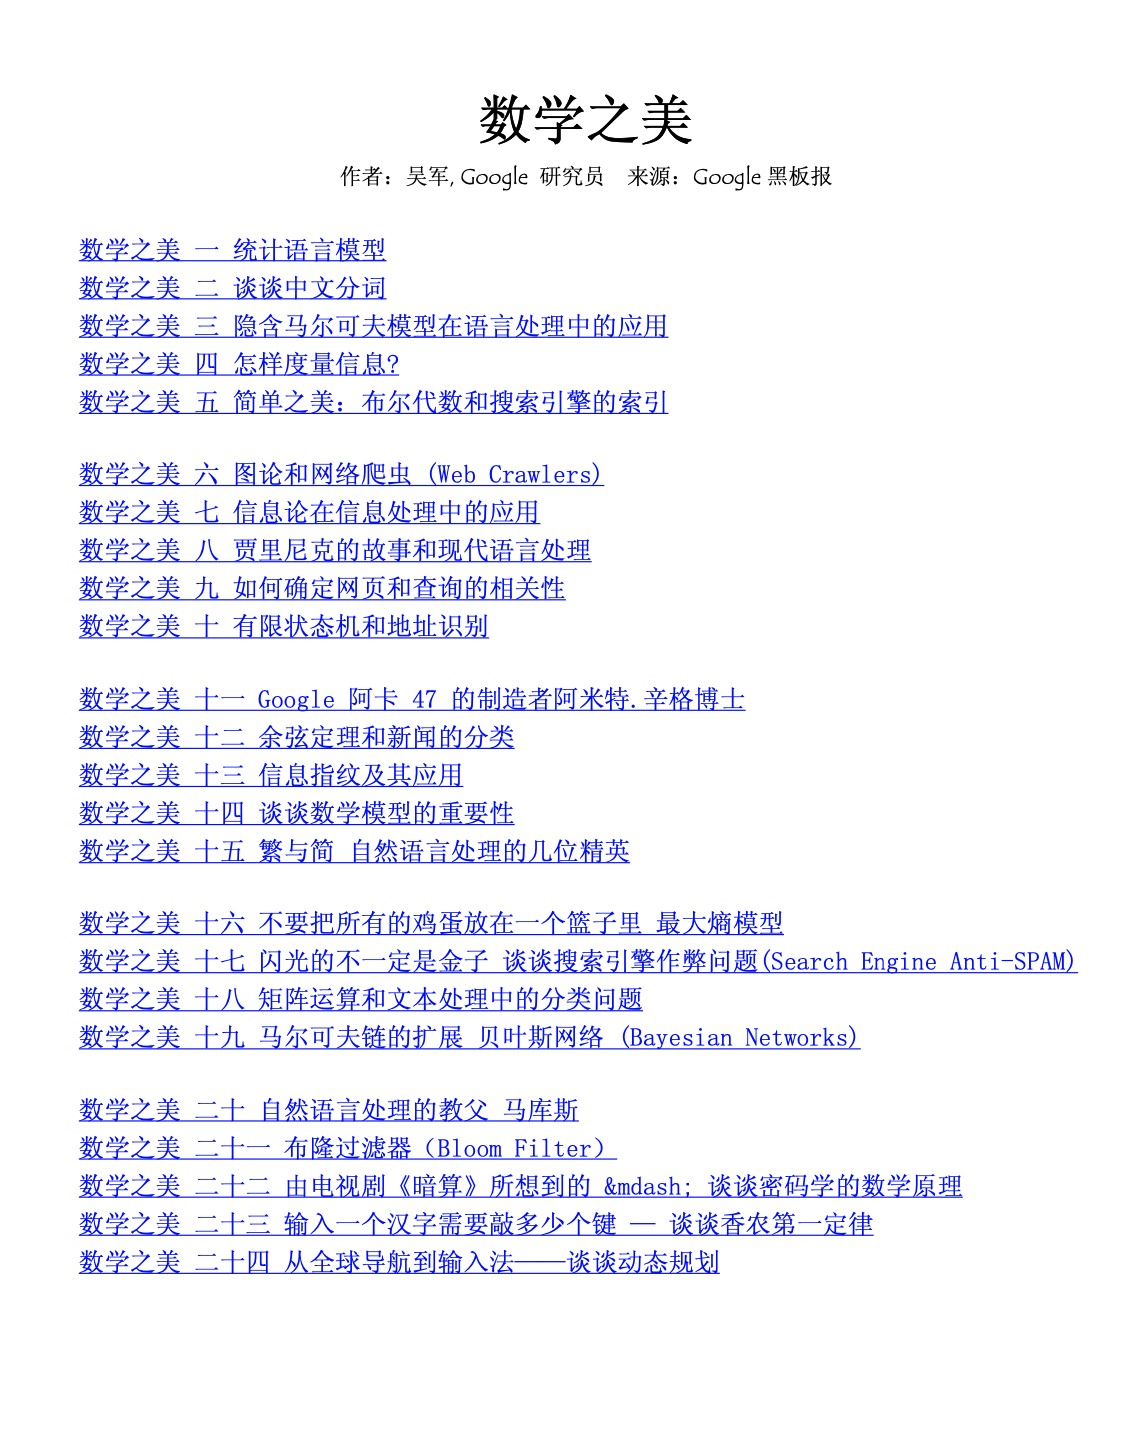 数学之美
作者：吴军, Google 研究员 来源：Google 黑板报
数学之美 一 统计语言模型
数学之美 二 谈谈中文分词
数学之美 三 隐含马尔可夫模型在语言处理中的应用
数学之美 四 怎样度量信息?
数学之美 五 简单之美：布尔代数和搜索引擎的索引
数学之美 六 图论和网络爬虫 (Web Crawlers)
数学之美 七 信息论在信息处理中的应用
数学之美 八 贾里尼克的故事和现代语言处理
数学之美 九 如何确定网页和查询的相关性
数学之美 十 有限状态机和地址识别
数学之美 十一 Google 阿卡 47 的制造者阿米特.辛格博士
数学之美 十二 余弦定理和新闻的分类
数学之美 十三 信息指纹及其应用
数学之美 十四 谈谈数学模型的重要性
数学之美 十五 繁与简 自然语言处理的几位精英
数学之美 十六 不要把所有的鸡蛋放在一个篮子里 最大熵模型
数学之美 十七 闪光的不一定是金子 谈谈搜索引擎作弊问题(Search Engine Anti-SPAM)
数学之美 十八 矩阵运算和文本处理中的分类问题
数学之美 十九 马尔可夫链的扩展 贝叶斯网络 (Bayesian Networks)
数学之美 二十 自然语言处理的教父 马库斯
数学之美 二十一 布隆过滤器（Bloom Filter）
数学之美 二十二 由电视剧《暗算》所想到的 &mdash; 谈谈密码学的数学原理
数学之美 二十三 输入一个汉字需要敲多少个键 — 谈谈香农第一定律
数学之美 二十四 从全球导航到输入法——谈谈动态规划